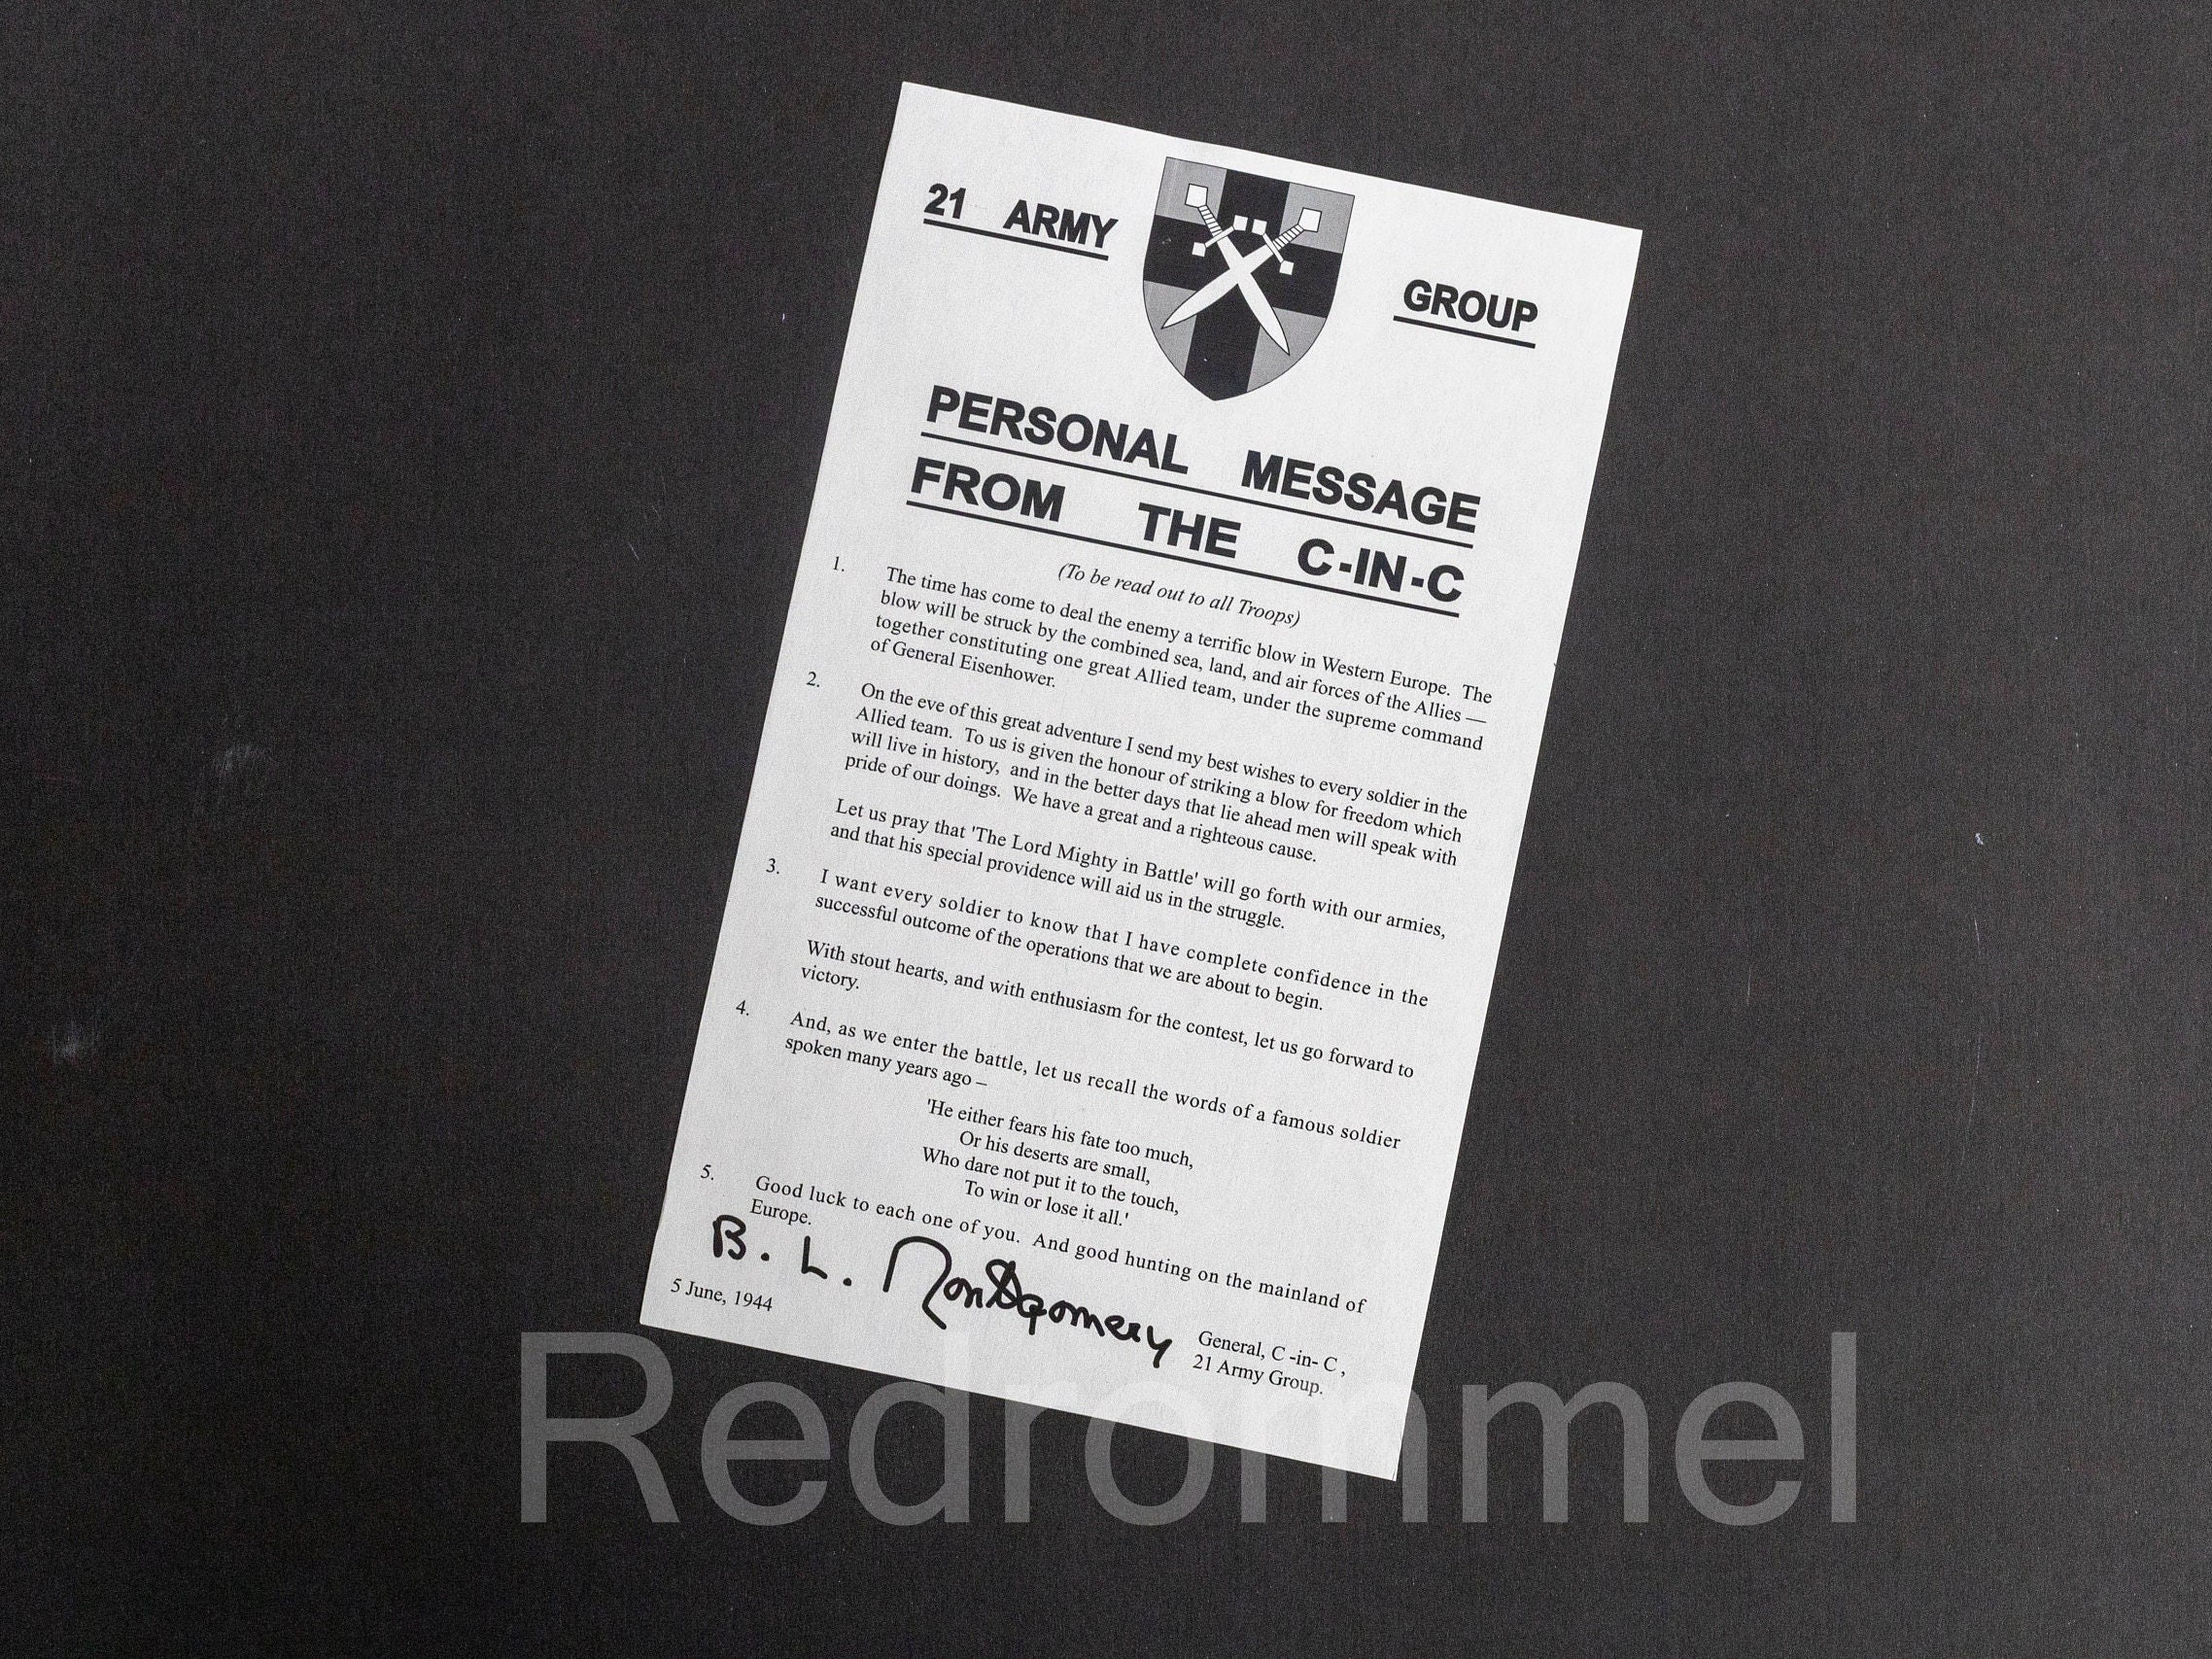 21 ARMY GROUP
PERSONAL MESSAGE
FROM THE C-IN-C
(To be read out to all Troops)
1. The time has come to deal the enemy a terrific blow in Western Europe. The
blow will be struck by the combined sea, land, and air forces of the Allies —
together constituting one great Allied team, under the supreme command
of General Eisenhower.
2. On the eve of this great adventure I send my best wishes to every soldier in the
Allied team. To us is given the honour of striking a blow for freedom which
will live in history, and in the better days that lie ahead men will speak with
pride of our doings. We have a great and a righteous cause.
Let us pray that 'The Lord Mighty in Battle' will go forth with our armies,
and that his special providence will aid us in the struggle.
3. I want every soldier to know that I have complete confidence in the
successful outcome of the operations that we are about to begin.
With stout hearts, and with enthusiasm for the contest, let us go forward to
victory.
4. And, as we enter the battle, let us recall the words of a famous soldier
spoken many years ago –
'He either fears his fate too much,
Or his deserts are small,
Who dare not put it to the touch,
To win or lose it all.'
5. Good luck to each one of you. And good hunting on the mainland of
Europe.
B. L. Montgomery
5 June, 1944
General, C -in- C ,
21 Army Group.
Redrommel